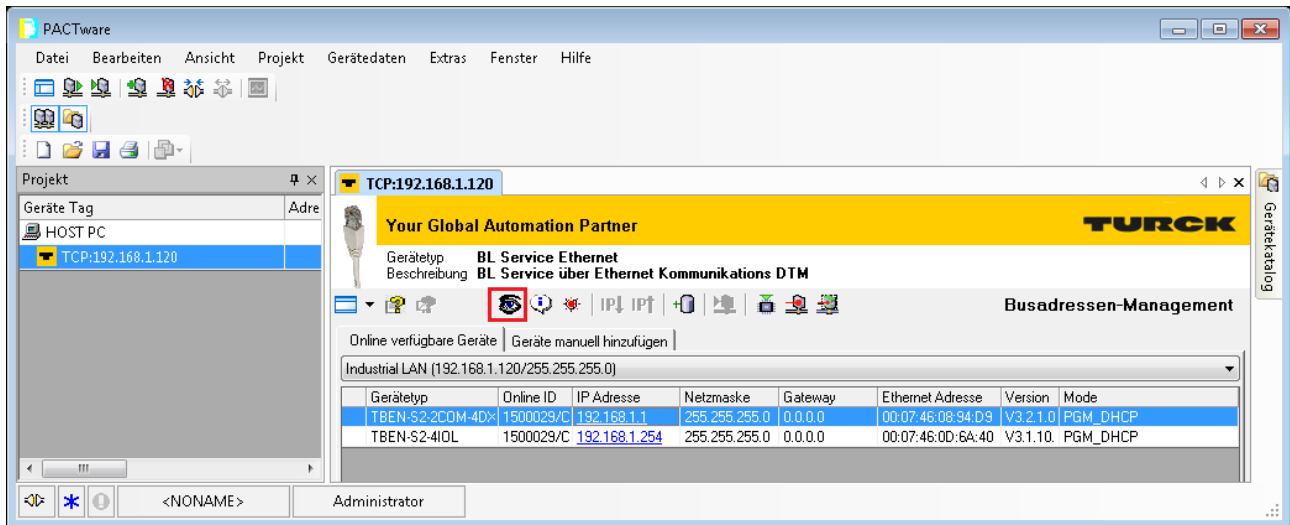 PACTware
Datei Bearbeiten Ansicht Projekt Gerätedaten Extras Fenster Hilfe
Projekt
Geräte Tag Adre
HOST PC
TCP:192.168.1.120
TCP:192.168.1.120
Your Global Automation Partner
TURCK
Gerätetyp BL Service Ethernet
Beschreibung BL Service über Ethernet Kommunikations DTM
Busadressen-Management
Online verfügbare Geräte Geräte manuell hinzufügen
Industrial LAN (192.168.1.120/255.255.255.0)
Gerätetyp Online ID IP Adresse Netzmaske Gateway Ethernet Adresse Version Mode
TBEN-S2-2COM-4DX 1500029/C 192.168.1.1 255.255.255.0 0.0.0.0 00:07:46:08:94:D9 V3.2.1.0 PGM_DHCP
TBEN-S2-4IOL 1500029/C 192.168.1.254 255.255.255.0 0.0.0.0 00:07:46:0D:6A:40 V3.1.10. PGM_DHCP
Gerätekatalog
<NONAME> Administrator